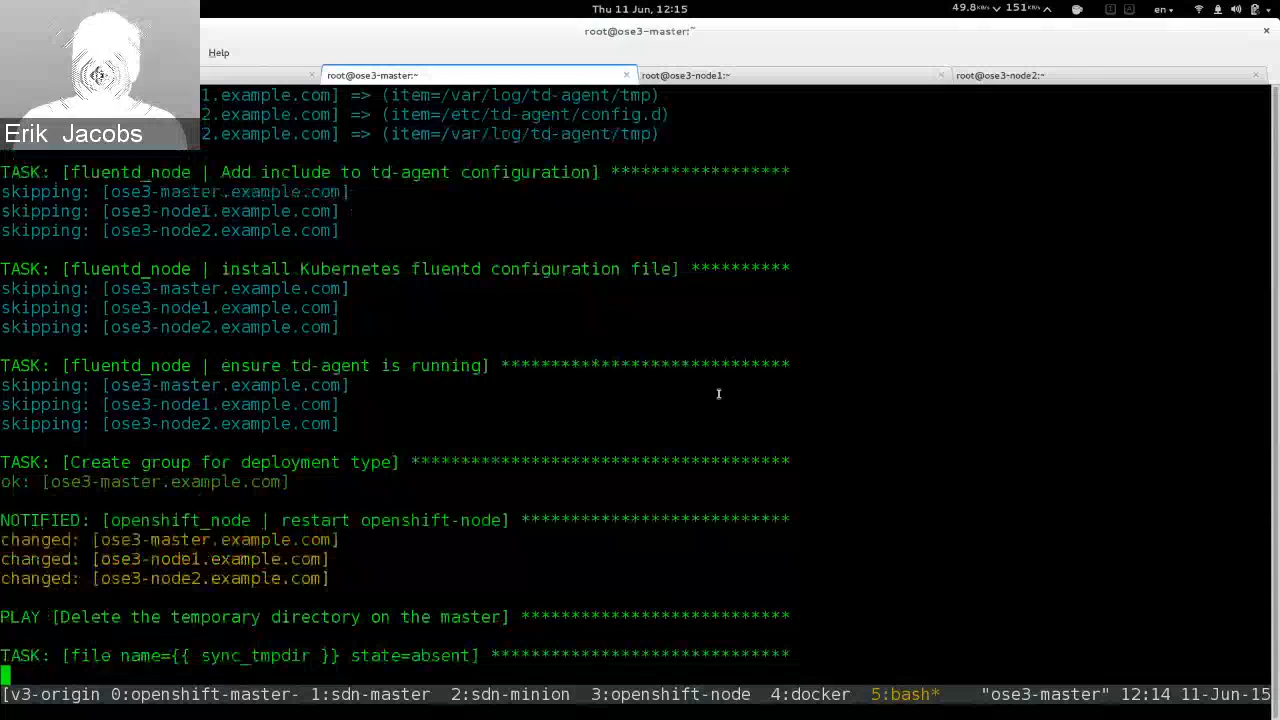 Thu 11 Jun, 12:15
49.8KB/s 151KB/s
en
root@ose3-master:~
Help
root@ose3-master:~
root@ose3-node1:~
root@ose3-node2:~
Erik Jacobs
1.example.com] => (item=/var/log/td-agent/tmp)
2.example.com] => (item=/etc/td-agent/config.d)
2.example.com] => (item=/var/log/td-agent/tmp)
TASK: [fluentd_node | Add include to td-agent configuration] ******************
skipping: [ose3-master.example.com]
skipping: [ose3-node1.example.com]
skipping: [ose3-node2.example.com]
TASK: [fluentd_node | install Kubernetes fluentd configuration file] **********
skipping: [ose3-master.example.com]
skipping: [ose3-node1.example.com]
skipping: [ose3-node2.example.com]
TASK: [fluentd_node | ensure td-agent is running] *****************************
skipping: [ose3-master.example.com]
skipping: [ose3-node1.example.com]
skipping: [ose3-node2.example.com]
TASK: [Create group for deployment type] **************************************
ok: [ose3-master.example.com]
NOTIFIED: [openshift_node | restart openshift-node] ***************************
changed: [ose3-master.example.com]
changed: [ose3-node1.example.com]
changed: [ose3-node2.example.com]
PLAY [Delete the temporary directory on the master] ***************************
TASK: [file name={{ sync_tmpdir }} state=absent] ******************************
[v3-origin 0:openshift-master- 1:sdn-master  2:sdn-minion  3:openshift-node  4:docker  5:bash*    "ose3-master" 12:14 11-Jun-15